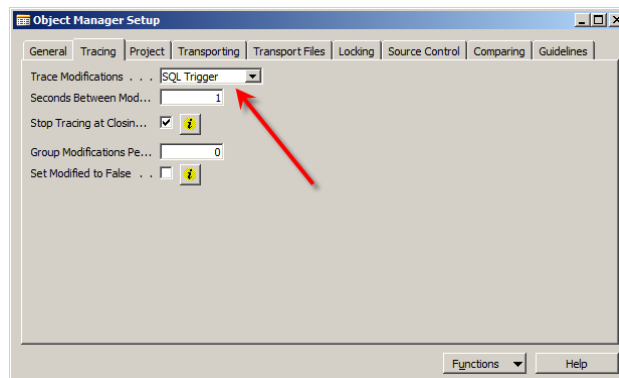 Object Manager Setup
General Tracing Project Transporting Transport Files Locking Source Control Comparing Guidelines
Trace Modifications . . . SQL Trigger
Seconds Between Mod... 1
Stop Tracing at Closin...
Group Modifications Pe... 0
Set Modified to False . .
Functions Help